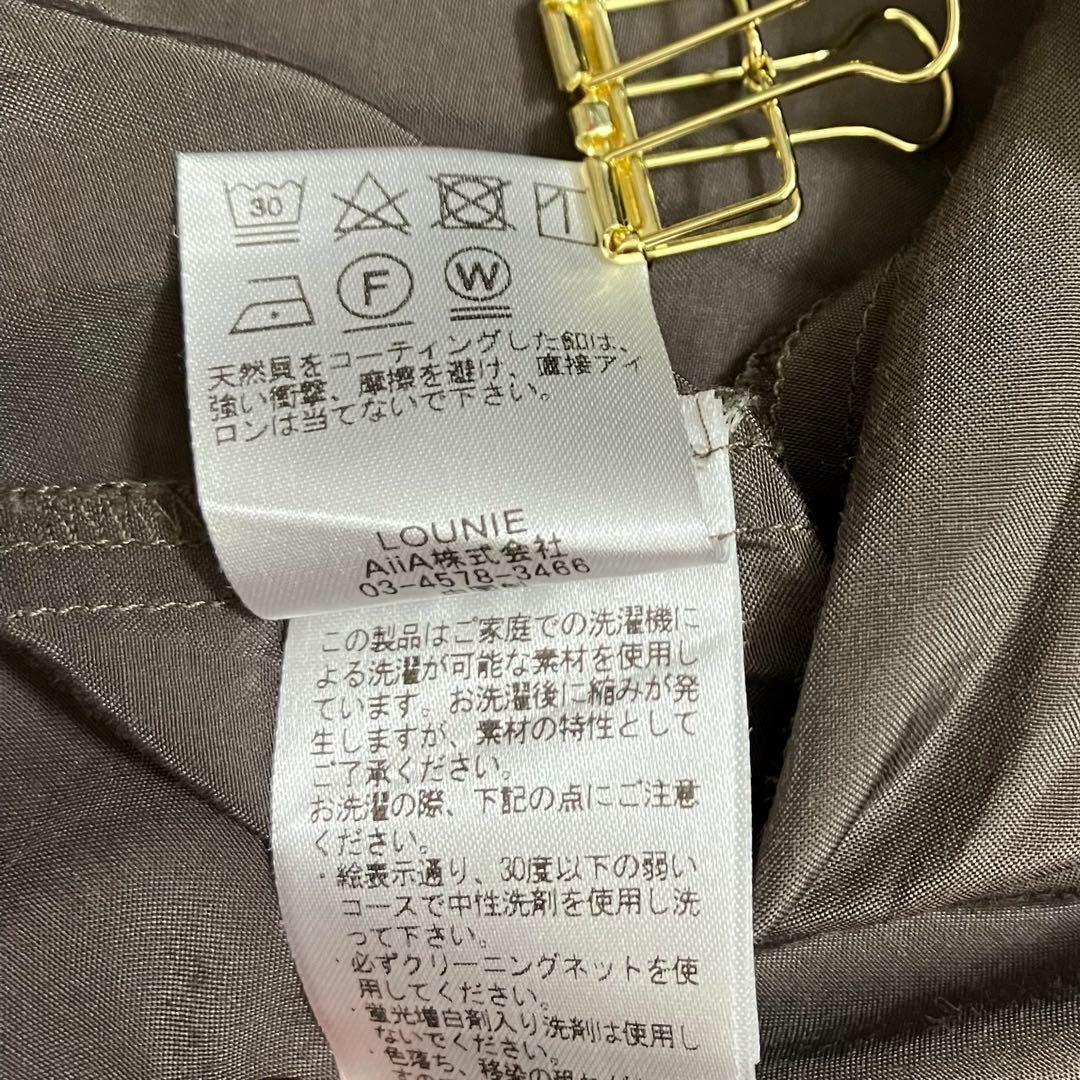 30
F
W
天然貝をコーティングした釦は、
強い衝撃、摩擦を避け、直接アイ
ロンは当てないで下さい。
LOUNIE
AiiA株式会社
03-4578-3466
この製品はご家庭での洗濯機に
よる洗濯が可能な素材を使用し
ています。お洗濯後に縮みが発
生しますが、素材の特性として
ご了承ください。
お洗濯の際、下記の点にご注意
ください。
・絵表示通り、30度以下の弱い
コースで中性洗剤を使用し洗
って下さい。
・必ずクリーニングネットを使
用してください。
・蛍光増白剤入り洗剤は使用し
ないでください。
・色落ち、移染の